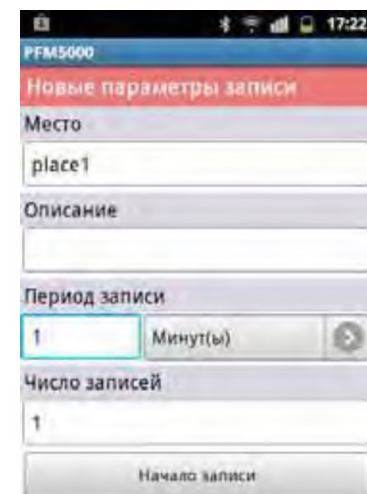 17:22
PFM5000
Новые параметры записи
Место
place1
Описание
Период записи
1 Минут(ы)
Число записей
1
Начало записи